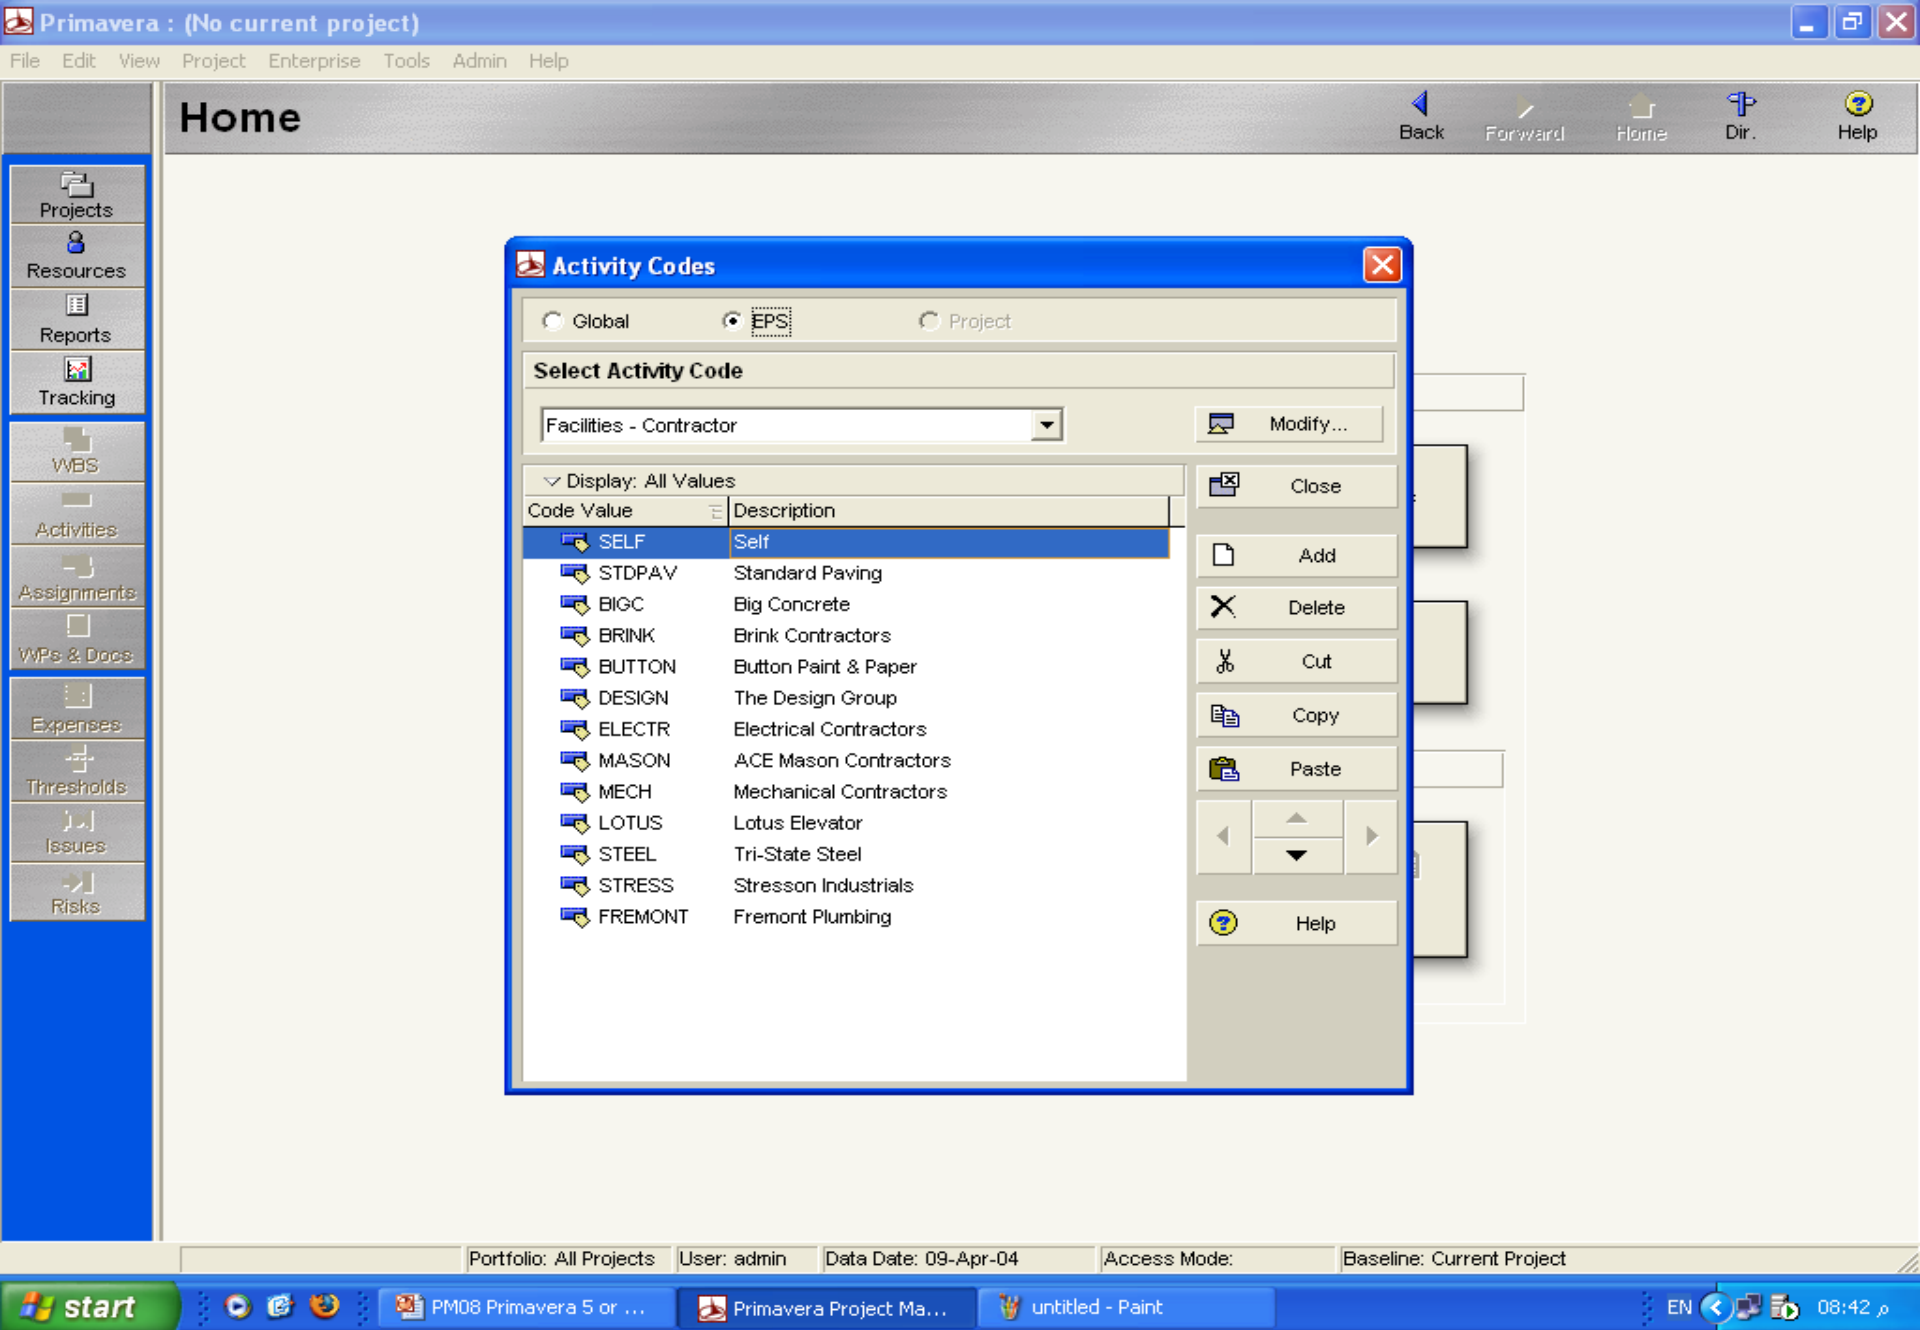 Primavera : (No current project)
File Edit View Project Enterprise Tools Admin Help
Home
Back Forward Home Dir. Help
Projects
Resources
Reports
Tracking
WBS
Activities
Assignments
WPs & Docs
Expenses
Thresholds
Issues
Risks
Activity Codes
Global EPS Project
Select Activity Code
Facilities - Contractor
Modify...
Display: All Values
Code Value Description
SELF Self
STDPAV Standard Paving
BIGC Big Concrete
BRINK Brink Contractors
BUTTON Button Paint & Paper
DESIGN The Design Group
ELECTR Electrical Contractors
MASON ACE Mason Contractors
MECH Mechanical Contractors
LOTUS Lotus Elevator
STEEL Tri-State Steel
STRESS Stresson Industrials
FREMONT Fremont Plumbing
Close
Add
Delete
Cut
Copy
Paste
Help
Portfolio: All Projects User: admin Data Date: 09-Apr-04 Access Mode: Baseline: Current Project
start PM08 Primavera 5 or ... Primavera Project Ma... untitled - Paint EN 08:42 م